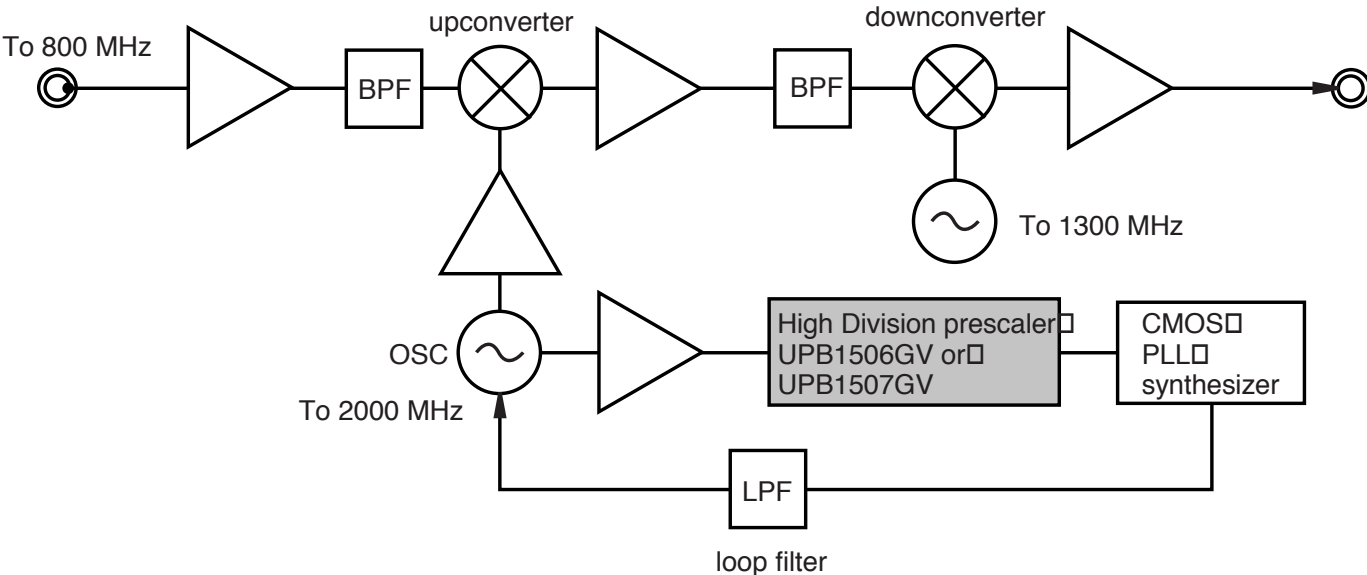 upconverter
downconverter
To 800 MHz
BPF
BPF
To 1300 MHz
OSC
To 2000 MHz
High Division prescaler□
UPB1506GV or□
UPB1507GV
CMOS□
PLL□
synthesizer
LPF
loop filter